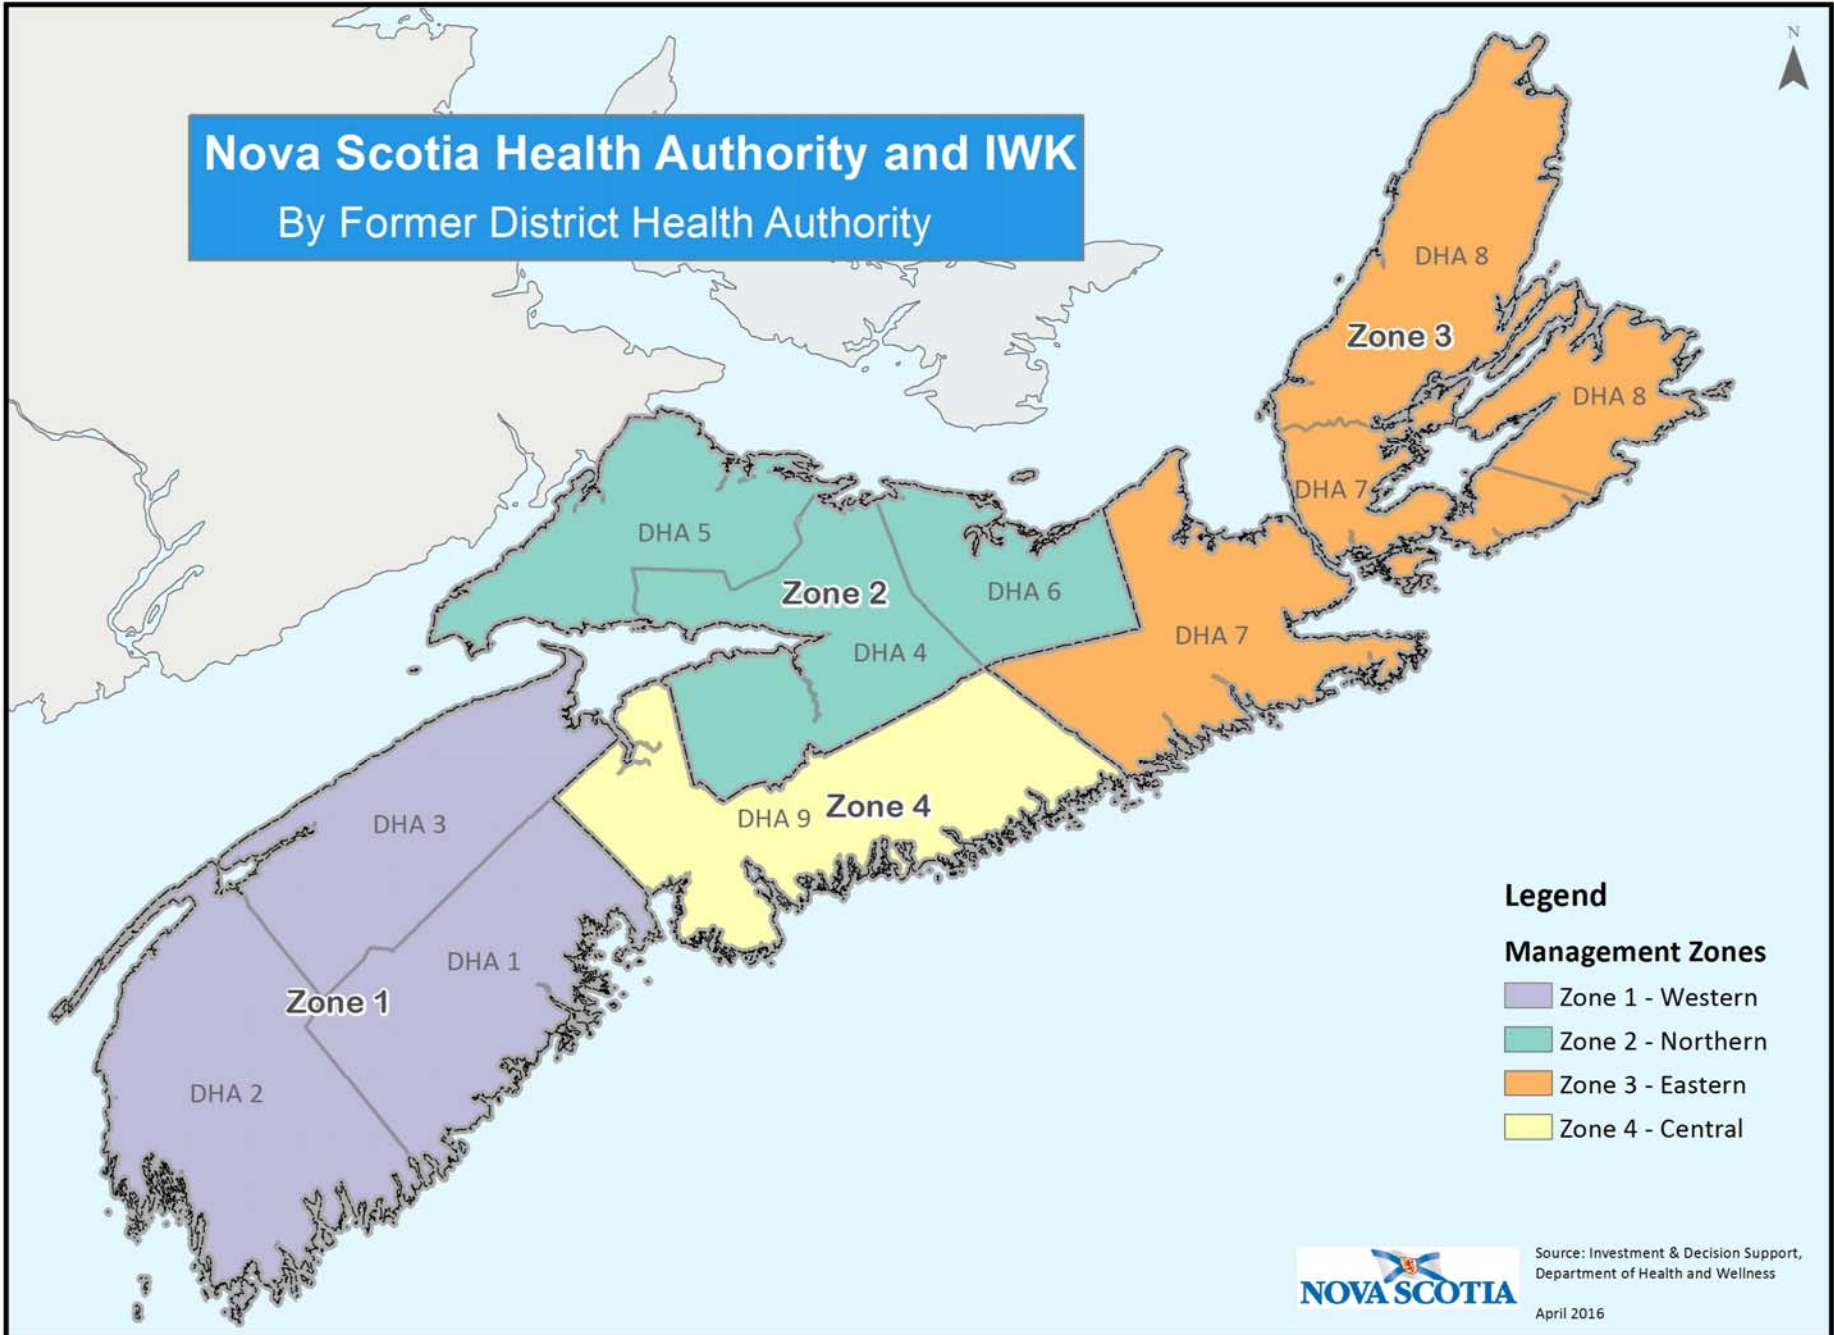 N
Nova Scotia Health Authority and IWK
By Former District Health Authority
DHA 8
Zone 3
DHA 8
DHA 7
DHA 5
Zone 2
DHA 6
DHA 7
DHA 4
DHA 3
DHA 9
Zone 4
DHA 1
Zone 1
DHA 2
Legend
Management Zones
Zone 1 - Western
Zone 2 - Northern
Zone 3 - Eastern
Zone 4 - Central
NOVA SCOTIA
Source: Investment & Decision Support,
Department of Health and Wellness
April 2016